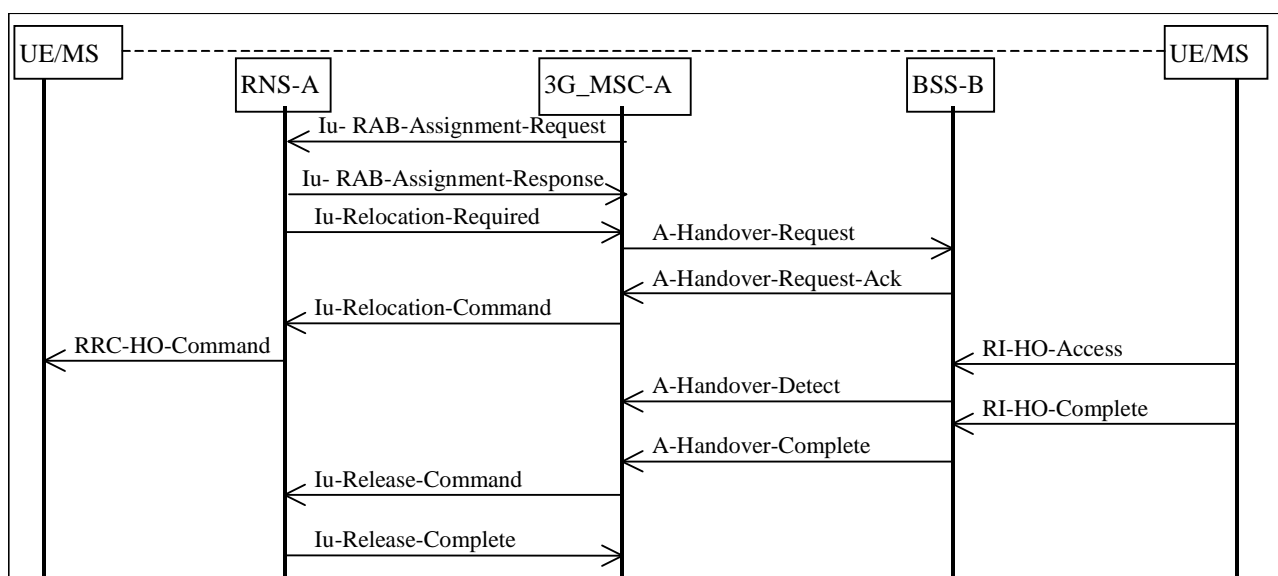 UE/MS
UE/MS
RNS-A
3G_MSC-A
BSS-B
Iu- RAB-Assignment-Request
Iu- RAB-Assignment-Response
Iu-Relocation-Required
A-Handover-Request
A-Handover-Request-Ack
Iu-Relocation-Command
RRC-HO-Command
RI-HO-Access
A-Handover-Detect
RI-HO-Complete
A-Handover-Complete
Iu-Release-Command
Iu-Release-Complete